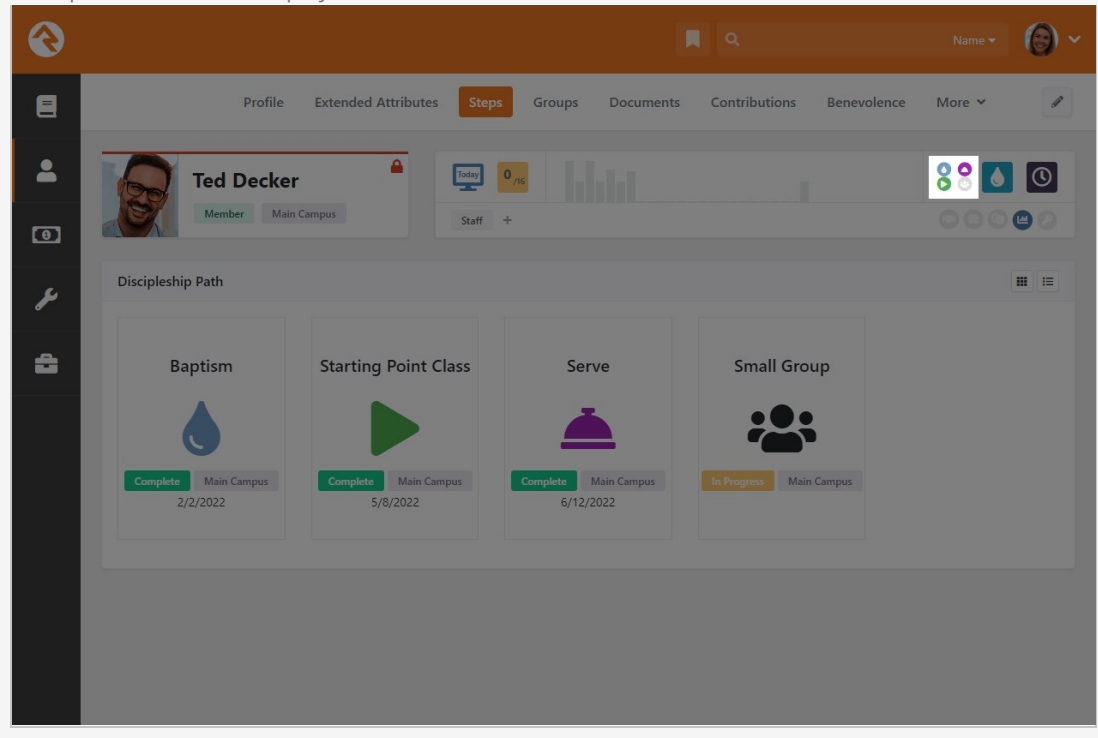 Name
Profile Extended Attributes Steps Groups Documents Contributions Benevolence More
Ted Decker
Member Main Campus
Today 0 /16
Staff +
Discipleship Path
Baptism Starting Point Class Serve Small Group
Complete Main Campus Complete Main Campus Complete Main Campus In Progress Main Campus
2/2/2022 5/8/2022 6/12/2022